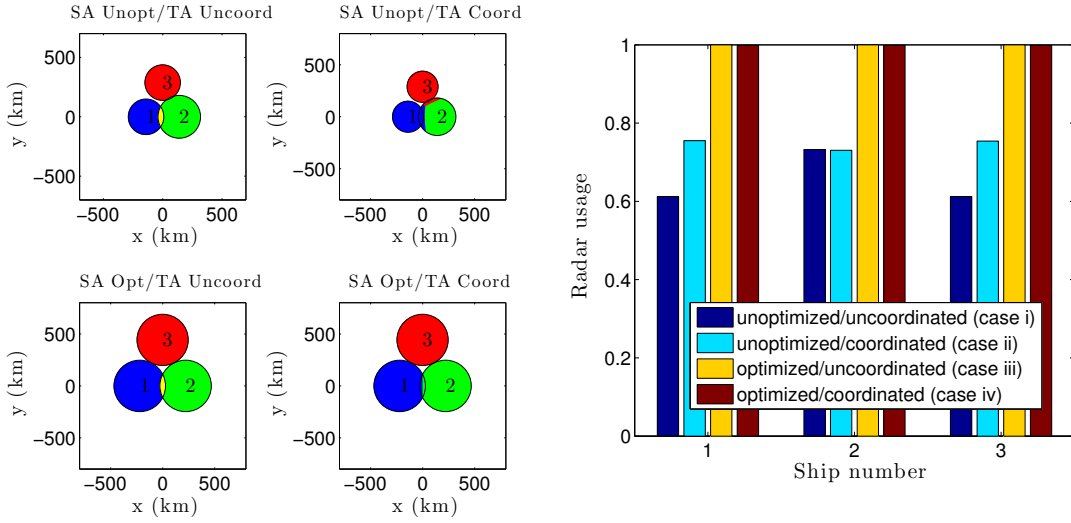 SA Unopt/TA Uncoord
500
0
−500
y (km)
3
1
2
−500 0 500
x (km)
SA Unopt/TA Coord
500
0
−500
y (km)
3
1
2
−500 0 500
x (km)
SA Opt/TA Uncoord
500
0
−500
y (km)
3
1
2
−500 0 500
x (km)
SA Opt/TA Coord
500
0
−500
y (km)
3
1
2
−500 0 500
x (km)
1
0.8
0.6
0.4
0.2
0
Radar usage
unoptimized/uncoordinated (case i)
unoptimized/coordinated (case ii)
optimized/uncoordinated (case iii)
optimized/coordinated (case iv)
1 2 3
Ship number